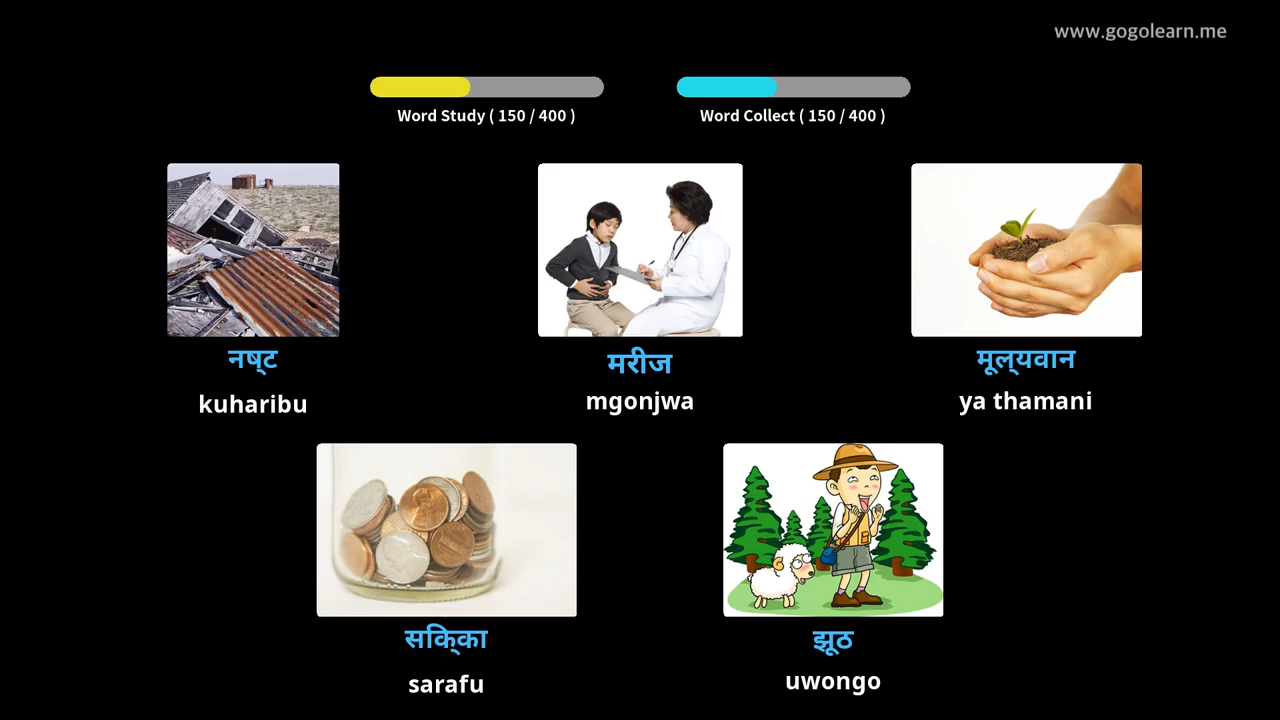 www.gogolearn.me
Word Study ( 150 / 400 )
Word Collect ( 150 / 400 )
नष्ट
kuharibu
मरीज
mgonjwa
मूल्यवान
ya thamani
सिक्का
sarafu
झूठ
uwongo